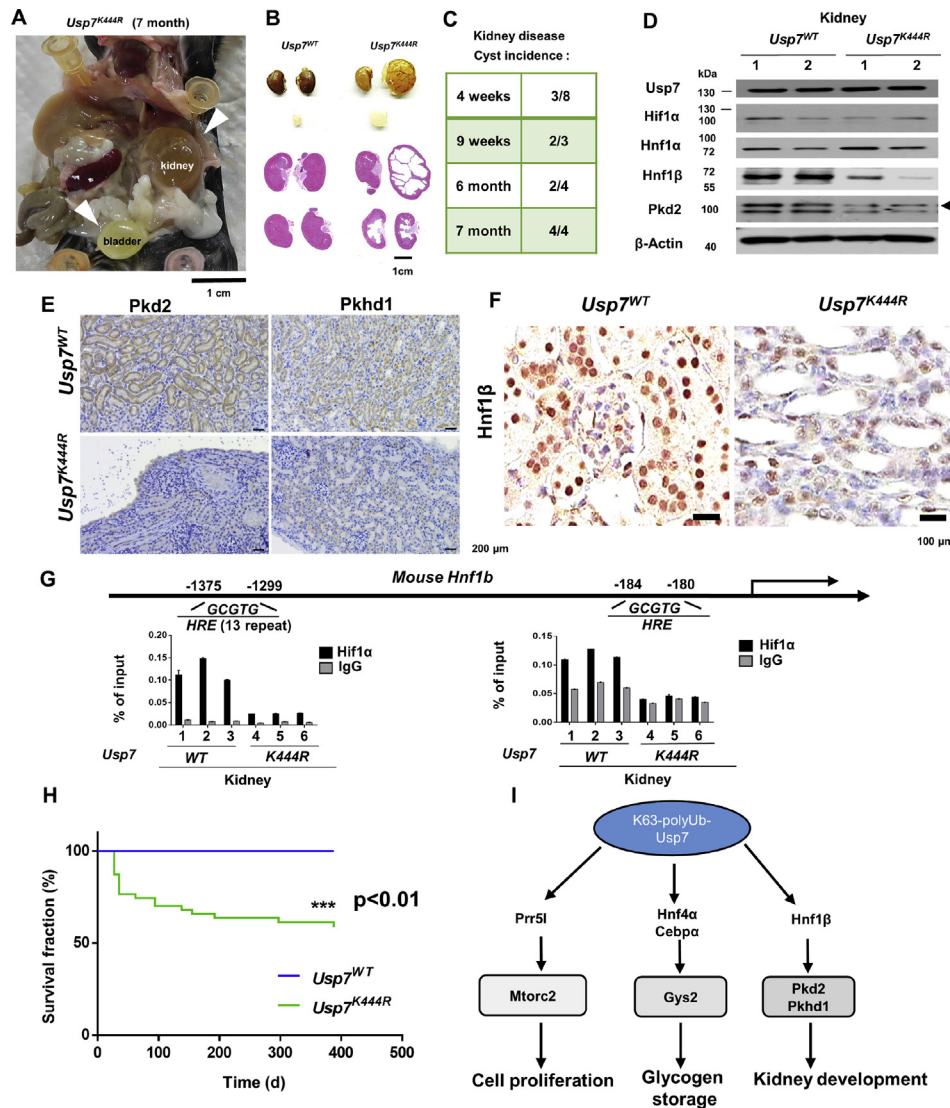 A
Usp7K444R (7 month)
kidney
bladder
1 cm
B
Usp7WT
Usp7K444R
1cm
C
Kidney disease
Cyst incidence :
4 weeks 3/8
9 weeks 2/3
6 month 2/4
7 month 4/4
D
Kidney
Usp7WT Usp7K444R
kDa 1 2 1 2
Usp7 130
130
Hif1α 100
100
Hnf1α 72
Hnf1β 72
55
Pkd2 100
β-Actin 40
E
Pkd2 Pkhd1
Usp7WT
Usp7K444R
200 µm
F
Usp7WT Usp7K444R
Hnf1β
100 µm
G
Mouse Hnf1b
-1375 -1299
GCGTG
HRE (13 repeat)
-184 -180
GCGTG
HRE
% of input
0.20
0.15
0.10
0.05
0.00
Hif1α
IgG
1 2 3 4 5 6
Usp7 WT K444R
Kidney
% of input
0.15
0.10
0.05
0.00
Hif1α
IgG
1 2 3 4 5 6
Usp7 WT K444R
Kidney
H
Survival fraction (%)
100
50
0
*** p<0.01
Usp7WT
Usp7K444R
0 100 200 300 400 500
Time (d)
I
K63-polyUb-
Usp7
Prr5l
Hnf4α
Cebpα
Hnf1β
Mtorc2
Gys2
Pkd2
Pkhd1
Cell proliferation
Glycogen
storage
Kidney development